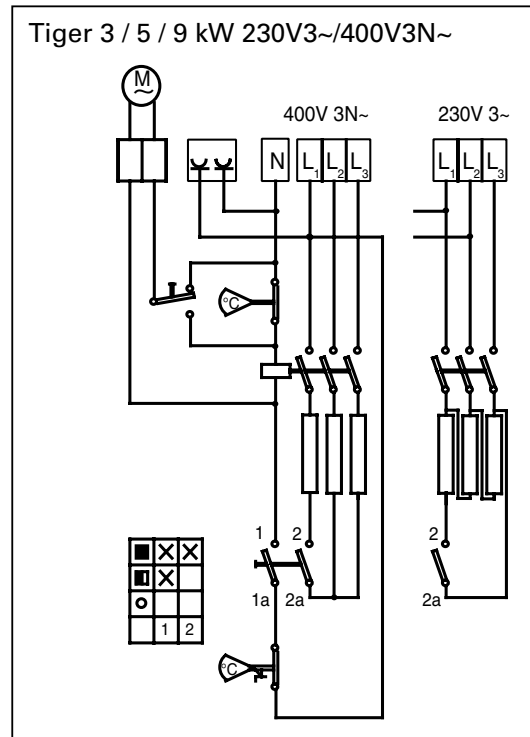 Tiger 3 / 5 / 9 kW 230V3~/400V3N~
M
~
400V 3N~ 230V 3~
N L1 L2 L3 L1 L2 L3
°C
1 2 2
1a 2a 2a
1 2
°C